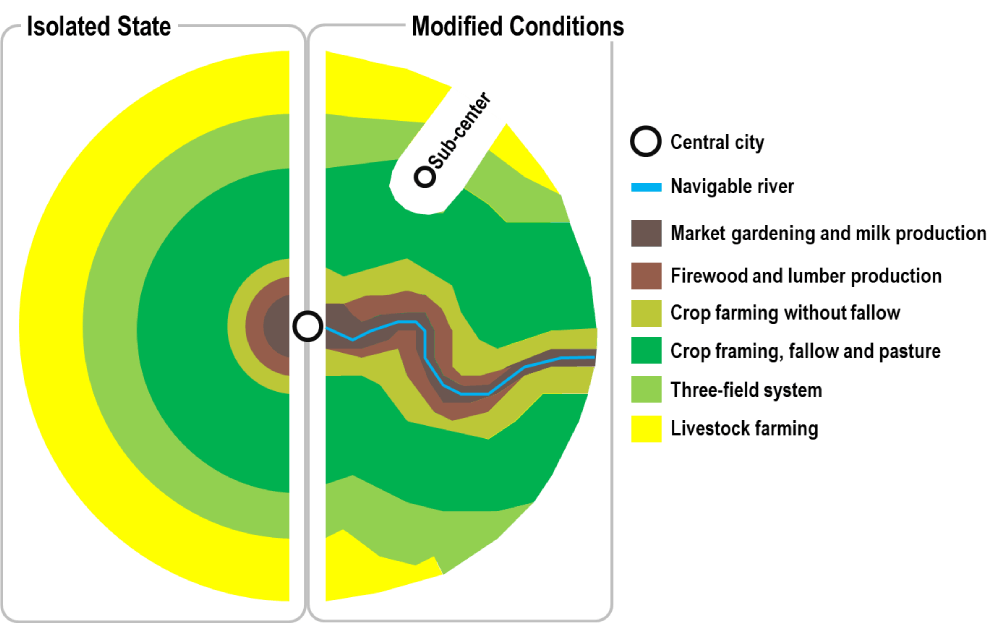 Isolated State
Modified Conditions
Sub-center
Central city
Navigable river
Market gardening and milk production
Firewood and lumber production
Crop farming without fallow
Crop framing, fallow and pasture
Three-field system
Livestock farming